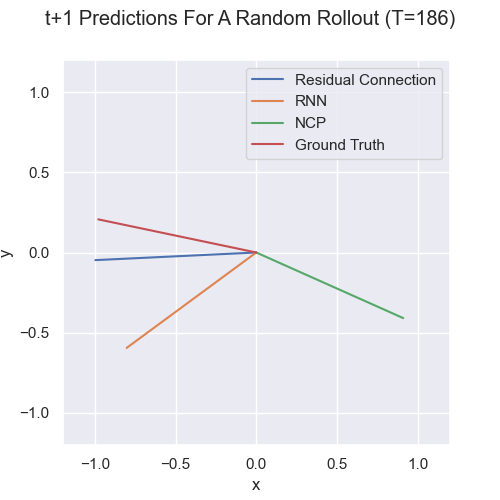 t+1 Predictions For A Random Rollout (T=186)
Residual Connection
RNN
NCP
Ground Truth
1.0
0.5
0.0
−0.5
−1.0
y
−1.0 −0.5 0.0 0.5 1.0
x